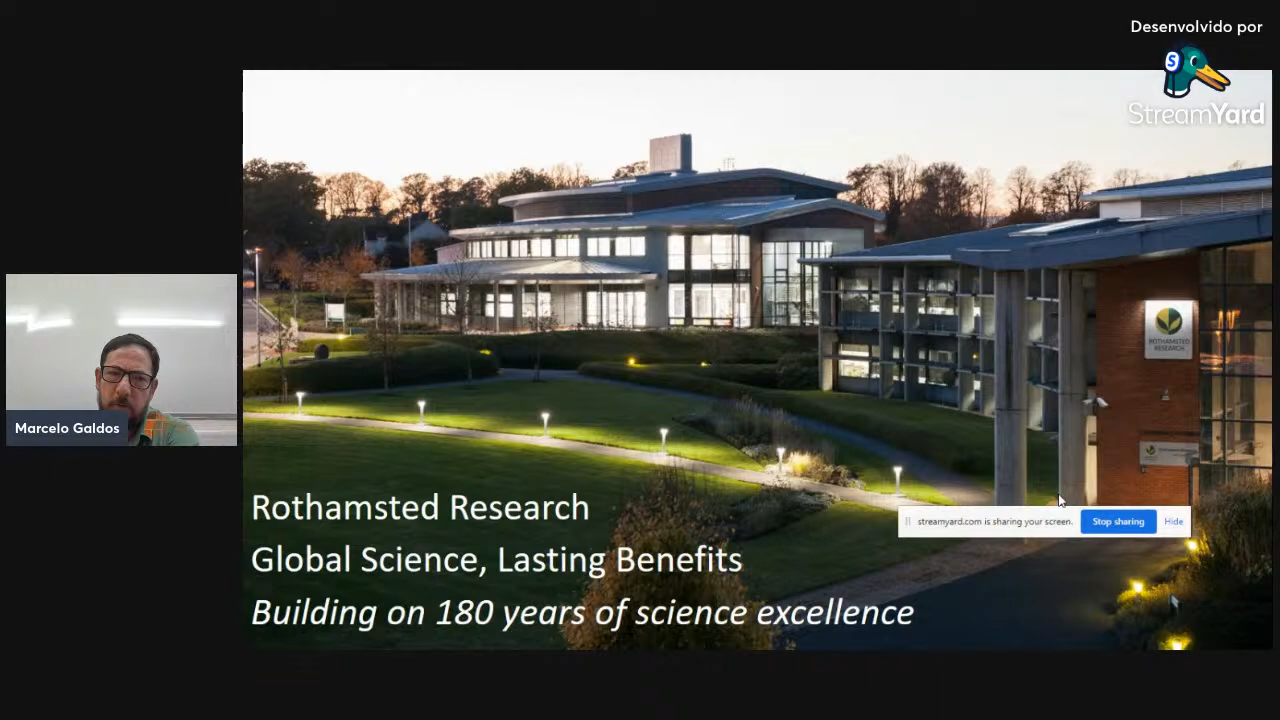 Desenvolvido por
S
StreamYard
ROTHAMSTED
RESEARCH
Marcelo Galdos
Rothamsted Research
streamyard.com is sharing your screen.
Stop sharing
Hide
Global Science, Lasting Benefits
Building on 180 years of science excellence